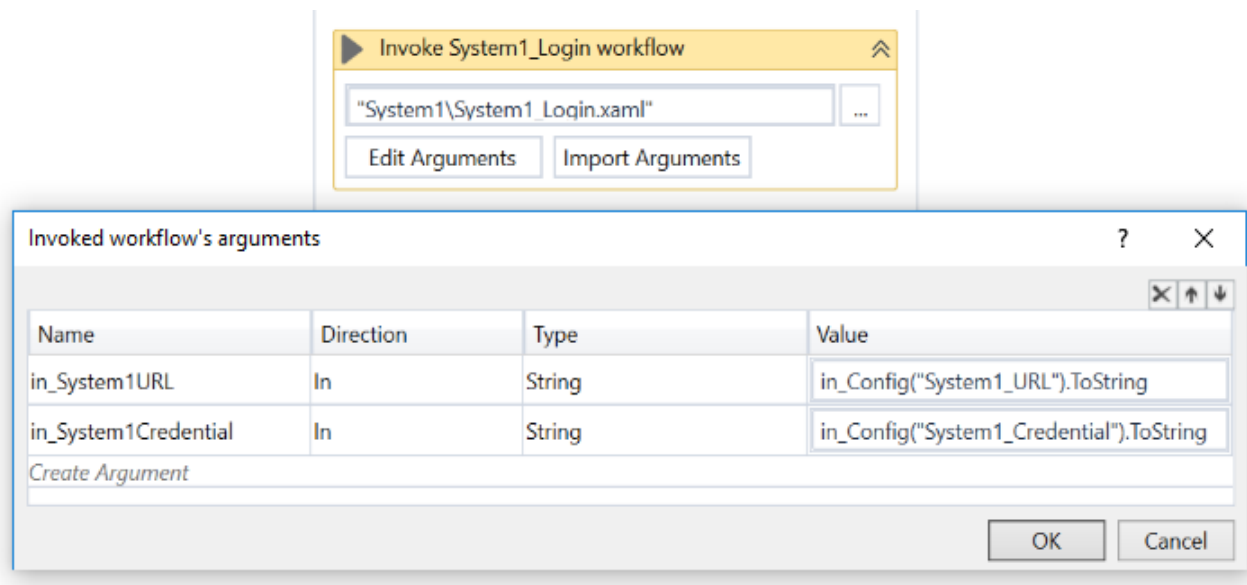 Invoke System1_Login workflow
"System1\System1_Login.xaml"
...
Edit Arguments Import Arguments
Invoked workflow's arguments ? X
Name Direction Type Value
in_System1URL In String in_Config("System1_URL").ToString
in_System1Credential In String in_Config("System1_Credential").ToString
Create Argument
OK Cancel